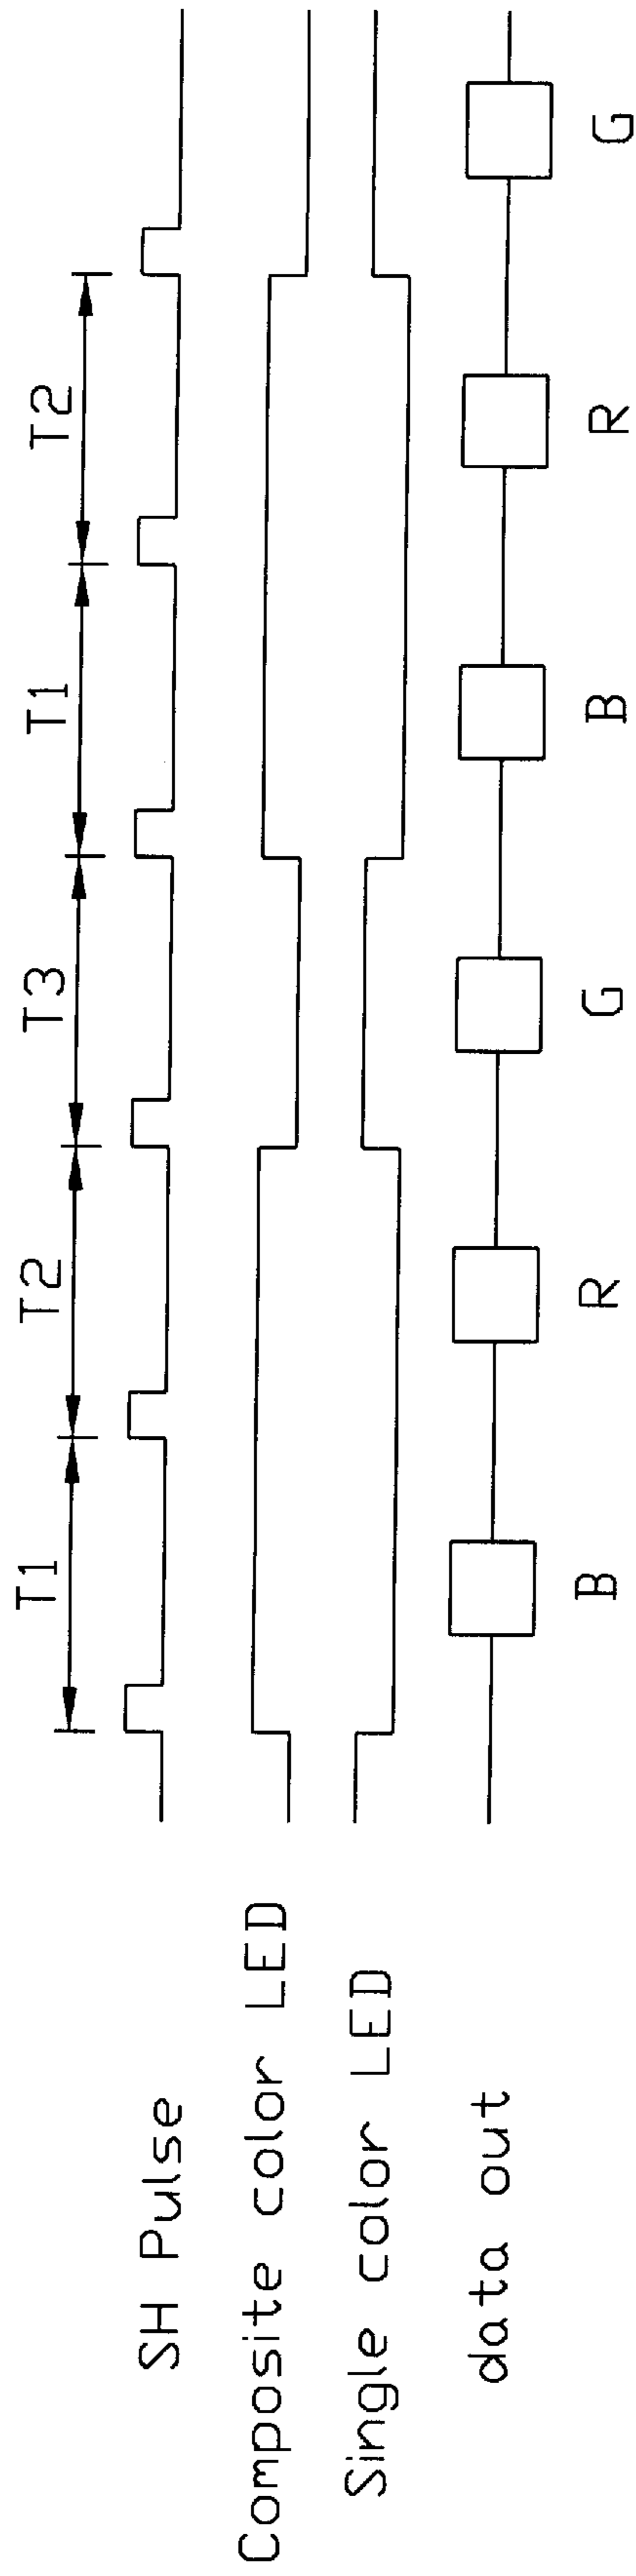 T1 T2 T3 T1 T2
SH Pulse
Composite color LED
Single color LED
data out
B R G B R G